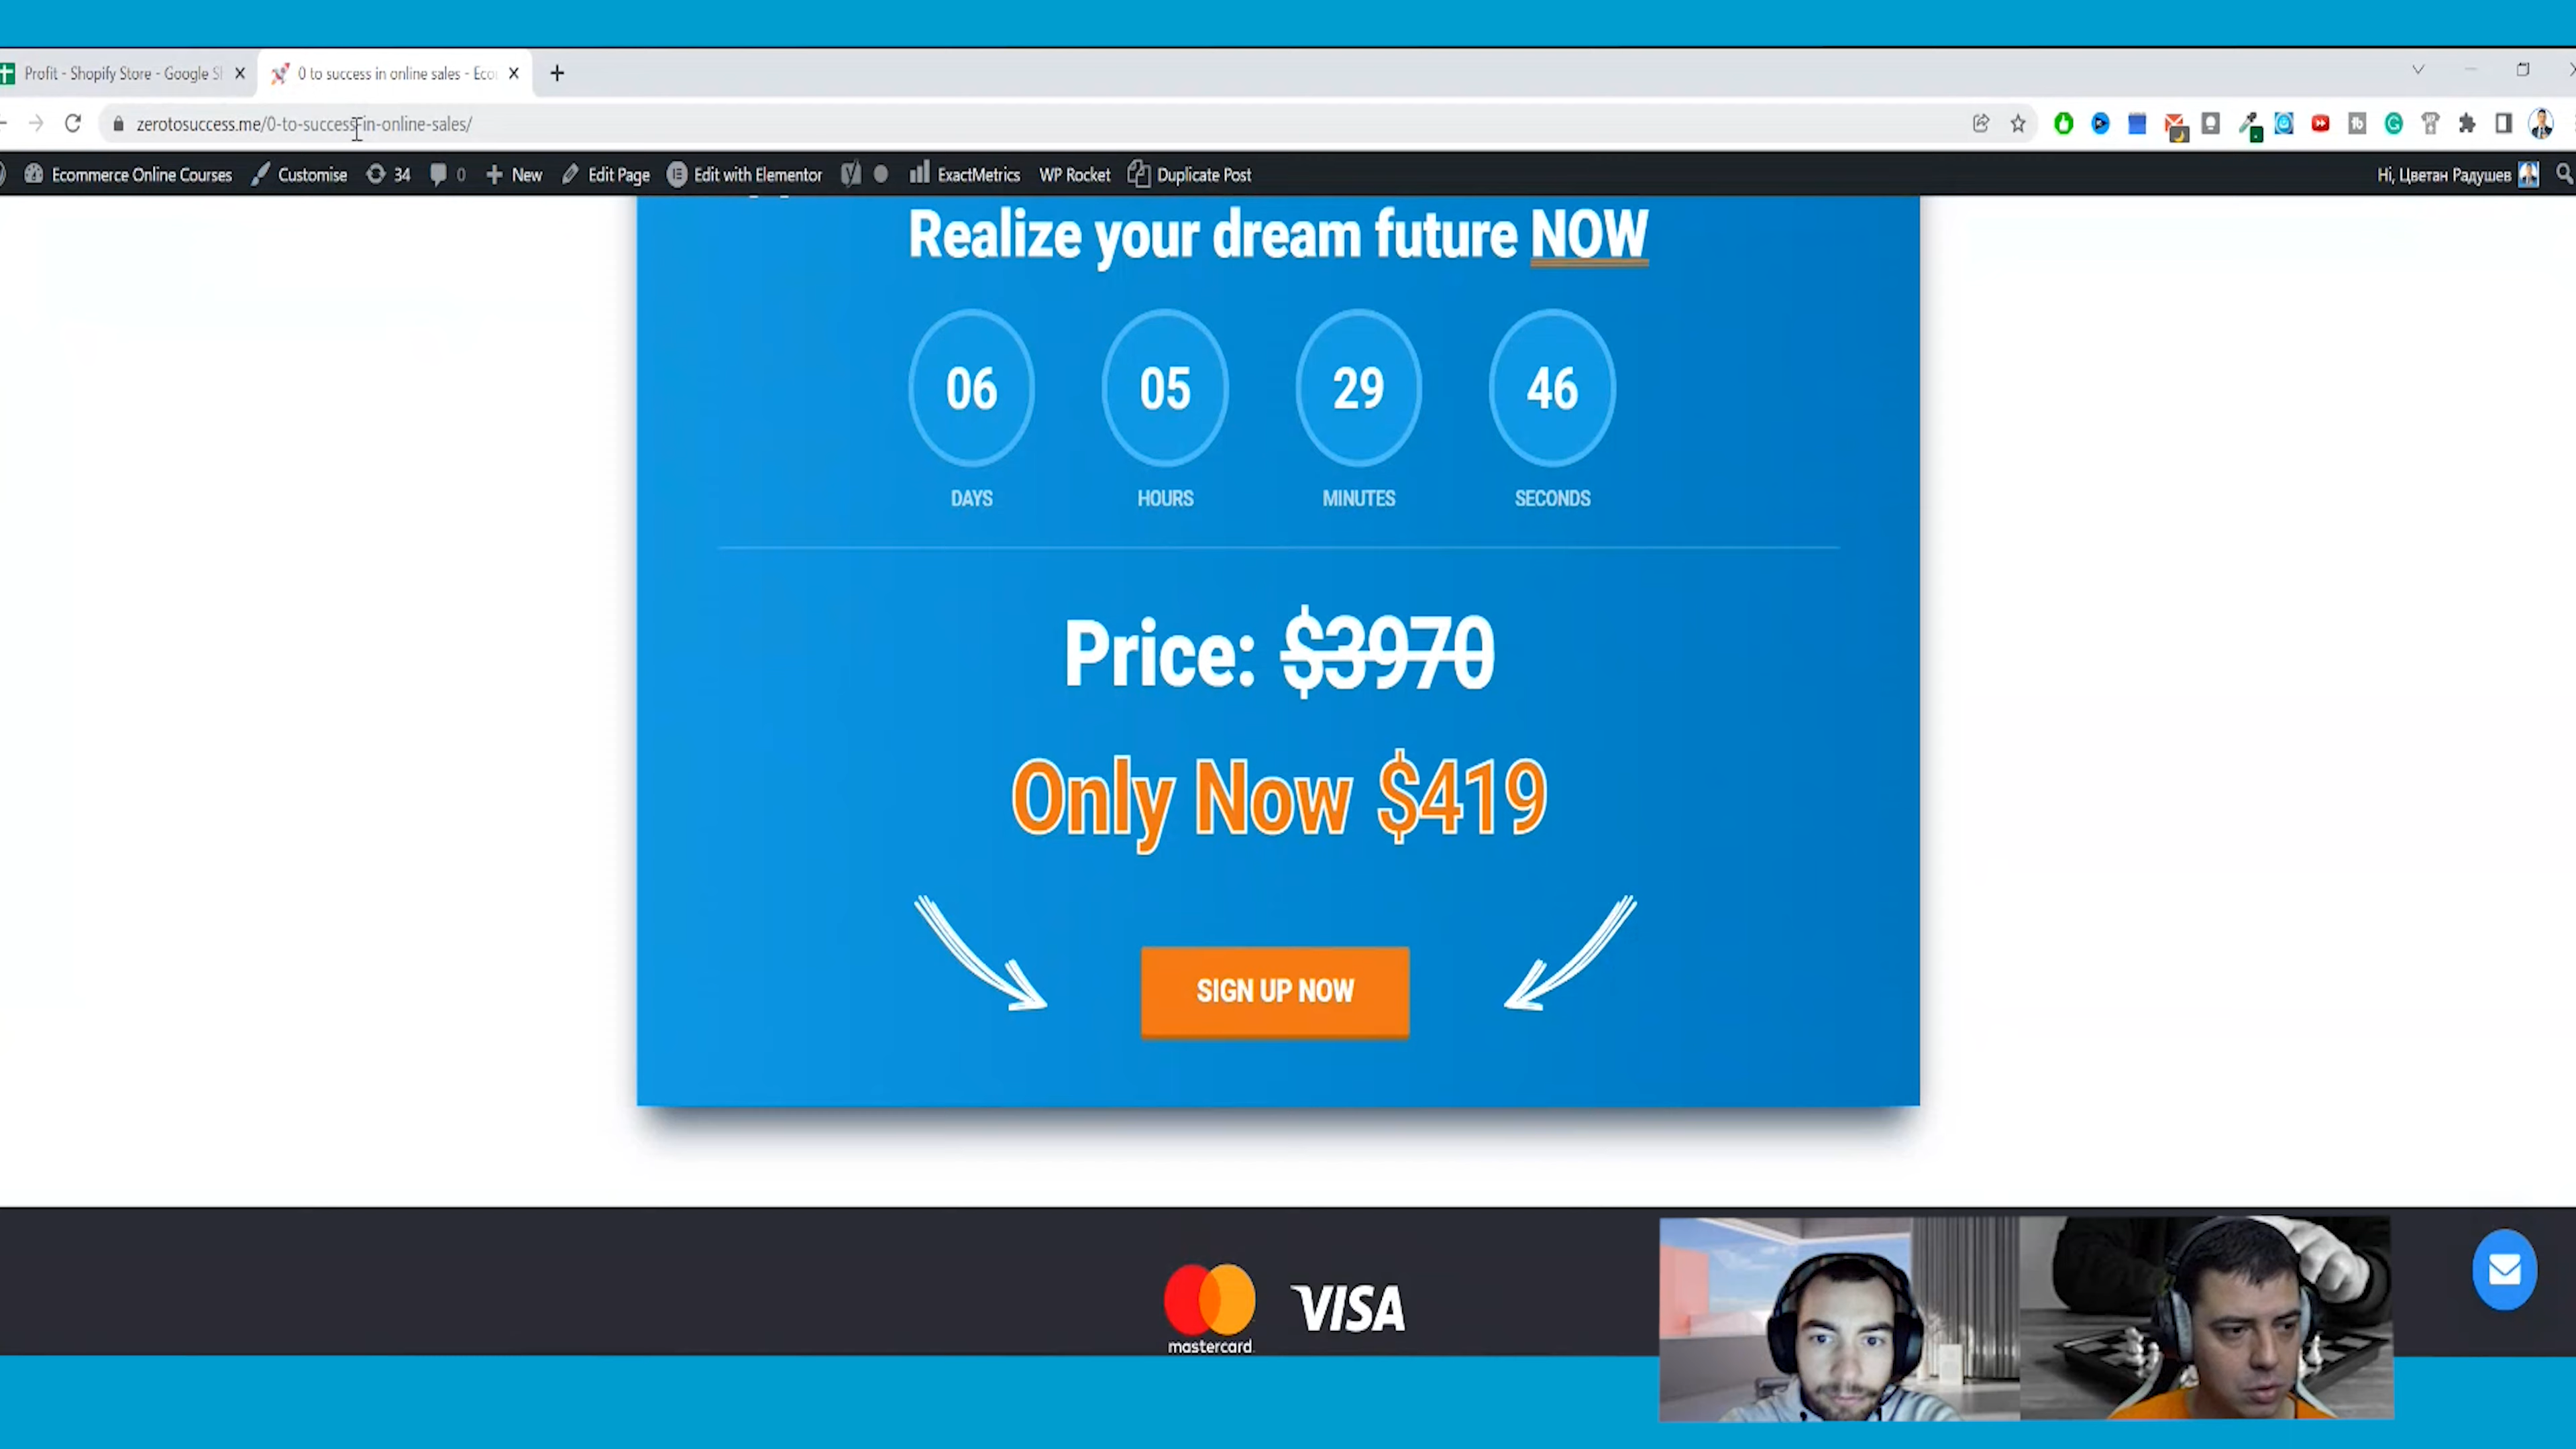 Profit - Shopify Store - Google Sl
0 to success in online sales - Ecor
zerotosuccess.me/0-to-success-in-online-sales/
Ecommerce Online Courses Customise 34 0 New Edit Page Edit with Elementor ExactMetrics WP Rocket Duplicate Post Hi, Цветан Радушев
Realize your dream future NOW
06 05 29 46
DAYS HOURS MINUTES SECONDS
Price: $3970
Only Now $419
SIGN UP NOW
mastercard VISA